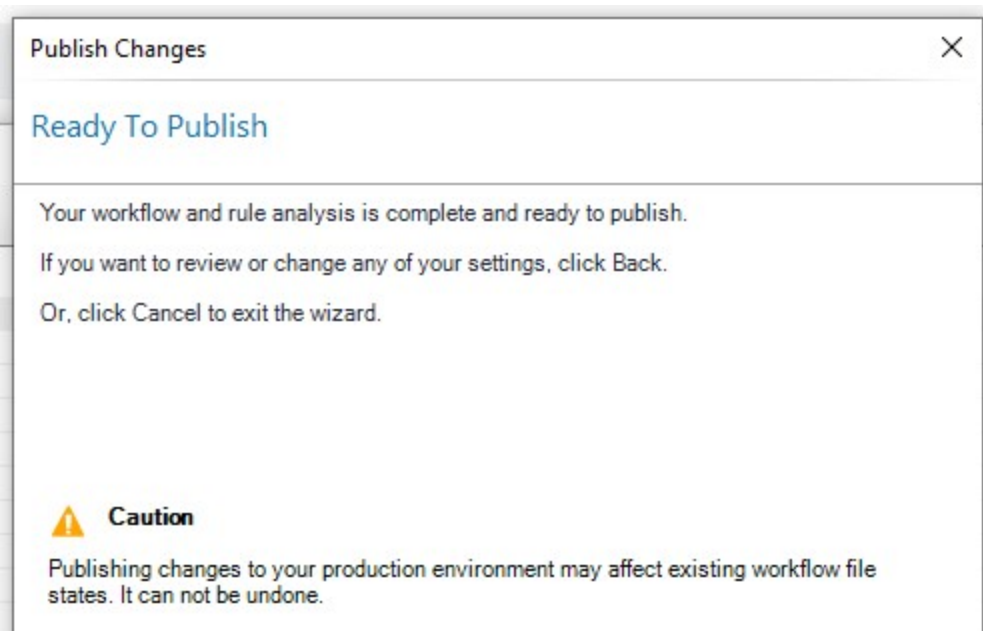 Publish Changes
Ready To Publish
Your workflow and rule analysis is complete and ready to publish.
If you want to review or change any of your settings, click Back.
Or, click Cancel to exit the wizard.
Caution
Publishing changes to your production environment may affect existing workflow file
states. It can not be undone.